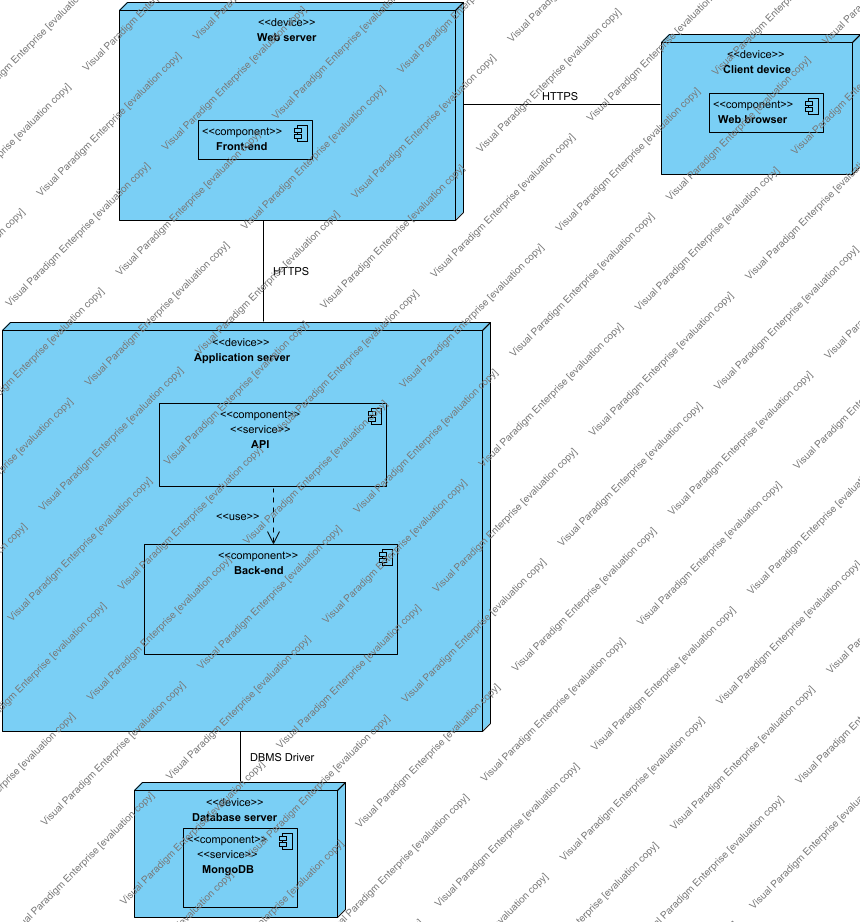 <<device>>
Web server
<<component>>
Front-end
HTTPS
<<device>>
Client device
<<component>>
Web browser
HTTPS
<<device>>
Application server
<<component>>
<<service>>
API
<<use>>
<<component>>
Back-end
DBMS Driver
<<device>>
Database server
<<component>>
<<service>>
MongoDB
Visual Paradigm Enterprise [evaluation copy]